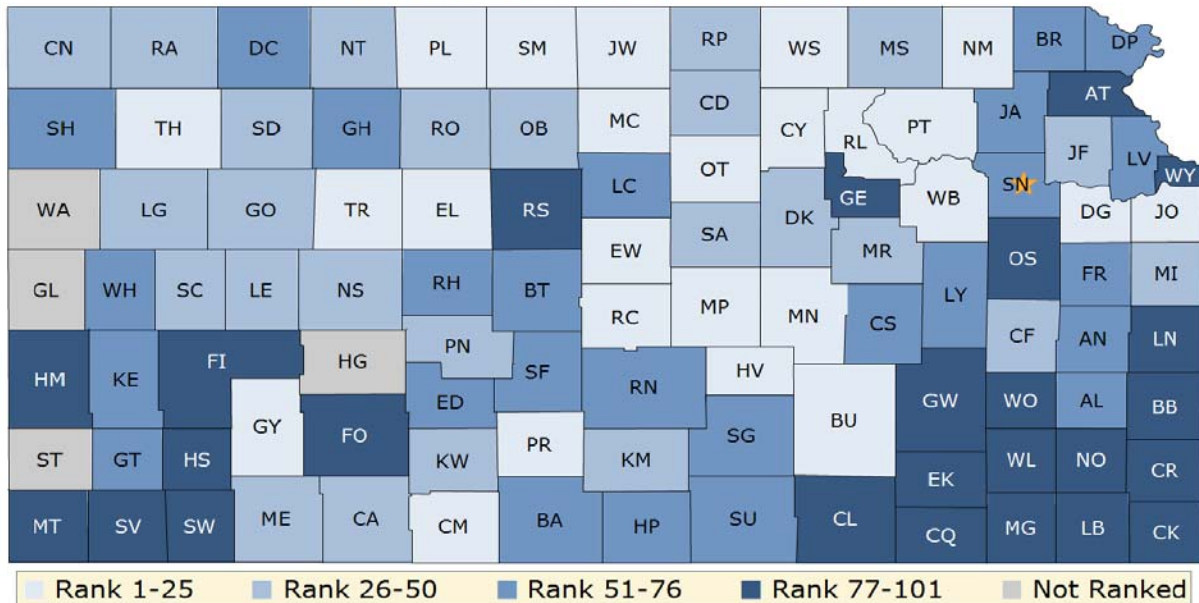 CN RA DC NT PL SM JW RP WS MS NM BR DP
SH TH SD GH RO OB MC CD CY RL PT JA AT
WA LG GO TR EL RS LC OT DK GE WB SN JF LV WY
GL WH SC LE NS RH BT EW SA MR LY OS DG JO
HM KE FI HG PN SF RC MP MN CS CF FR MI
GY FO ED RN HV BU GW WO AN LN
ST GT HS KW PR KM SG EK WL AL BB
MT SV SW ME CA CM BA HP SU CL CQ MG NO CR
LB CK
Rank 1-25 Rank 26-50 Rank 51-76 Rank 77-101 Not Ranked